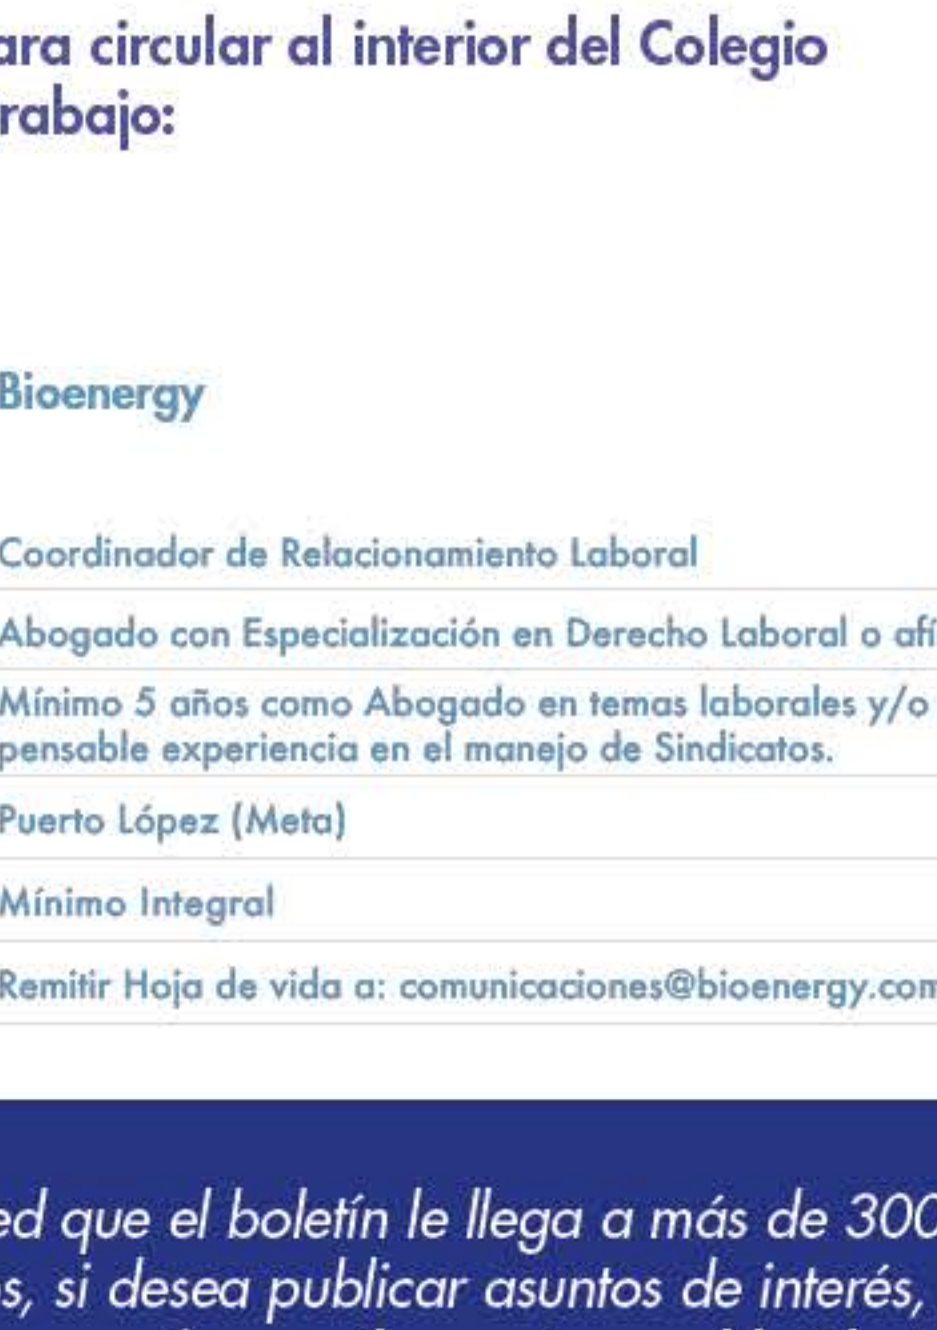 ara circular al interior del Colegio
rabajo:
Bioenergy
Coordinador de Relacionamiento Laboral
Abogado con Especialización en Derecho Laboral o afí
Mínimo 5 años como Abogado en temas laborales y/o
pensable experiencia en el manejo de Sindicatos.
Puerto López (Meta)
Mínimo Integral
Remitir Hoja de vida a: comunicaciones@bioenergy.com
ed que el boletín le llega a más de 300
s, si desea publicar asuntos de interés,